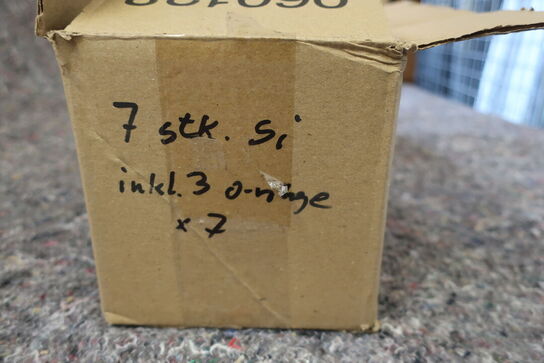 7 stk. Si
inkl. 3 o-ringe
x 7